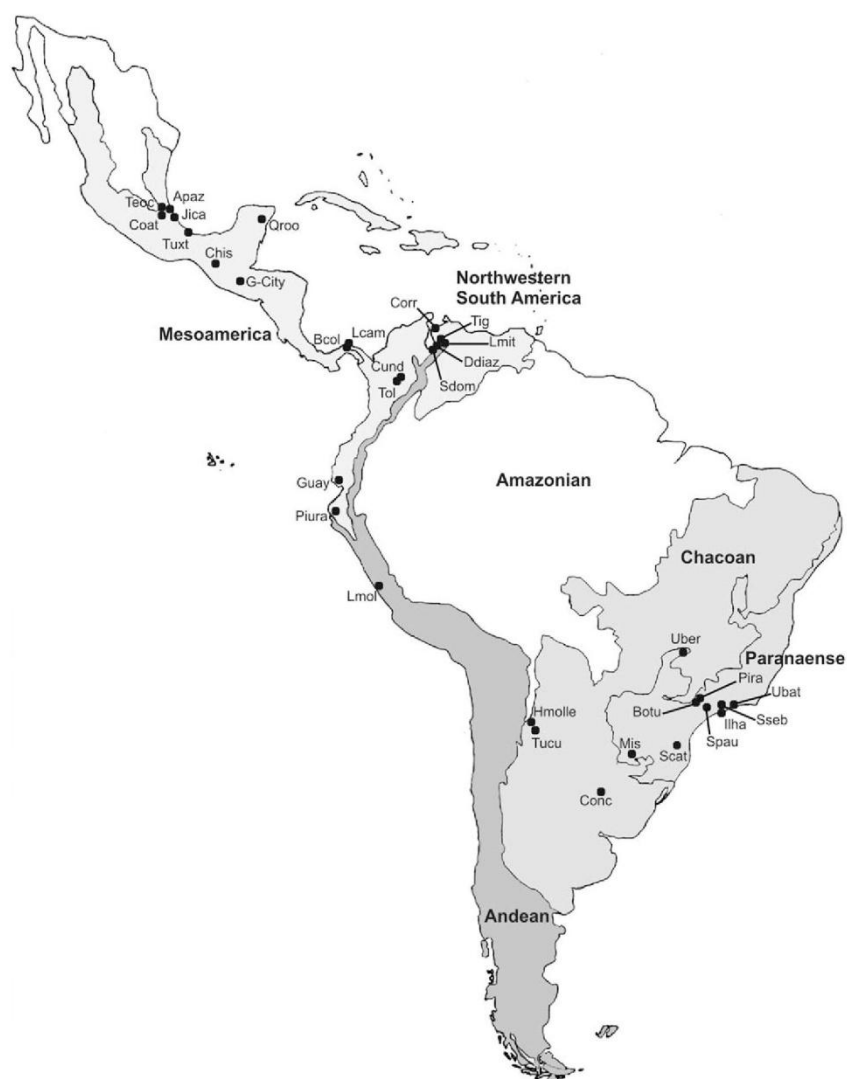 Teoc
Apaz
Jica
Coat
Qroo
Tuxt
Chis
G-City
Northwestern
South America
Corr
Tig
Mesoamerica
Bcol
Lcam
Lmit
Cund
Ddiaz
Tol
Sdom
Guay
Amazonian
Piura
Chacoan
Lmol
Uber
Paranaense
Pira
Hmolle
Botu
Ubat
Ilha
Sseb
Tucu
Mis
Scat
Spau
Conc
Andean